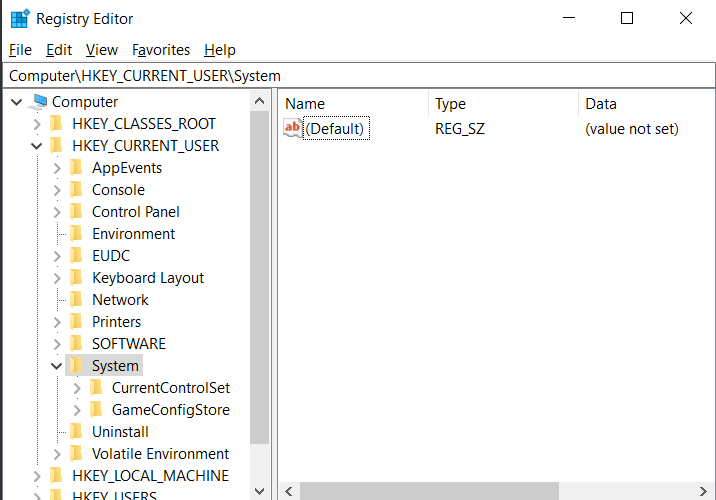 Registry Editor
File Edit View Favorites Help
Computer\HKEY_CURRENT_USER\System
Computer
HKEY_CLASSES_ROOT
HKEY_CURRENT_USER
AppEvents
Console
Control Panel
Environment
EUDC
Keyboard Layout
Network
Printers
SOFTWARE
System
CurrentControlSet
GameConfigStore
Uninstall
Volatile Environment
HKEY_LOCAL_MACHINE
HKEY_USERS
Name Type Data
ab (Default) REG_SZ (value not set)